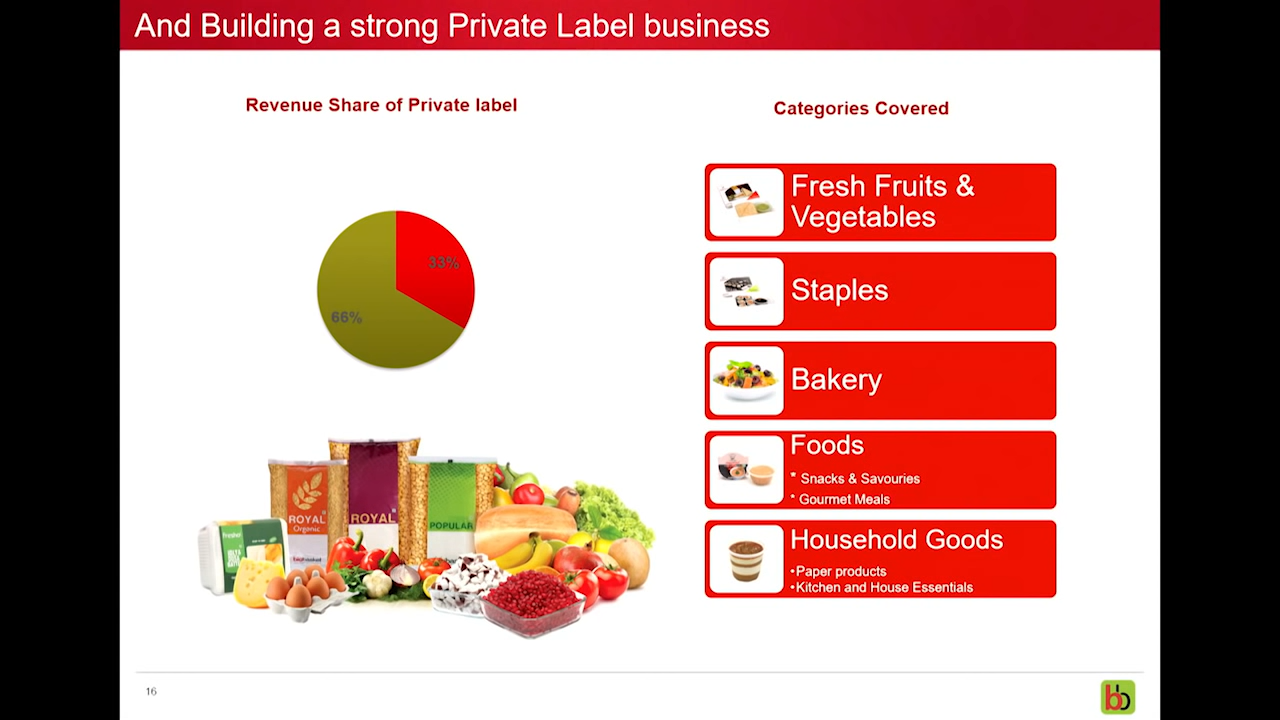 And Building a strong Private Label business
Revenue Share of Private label
Categories Covered
33%
66%
Fresh Fruits &
Vegetables
Staples
Bakery
Foods
* Snacks & Savouries
* Gourmet Meals
Household Goods
•Paper products
•Kitchen and House Essentials
ROYAL
Organic
ROYAL
POPULAR
fresho
16
bb